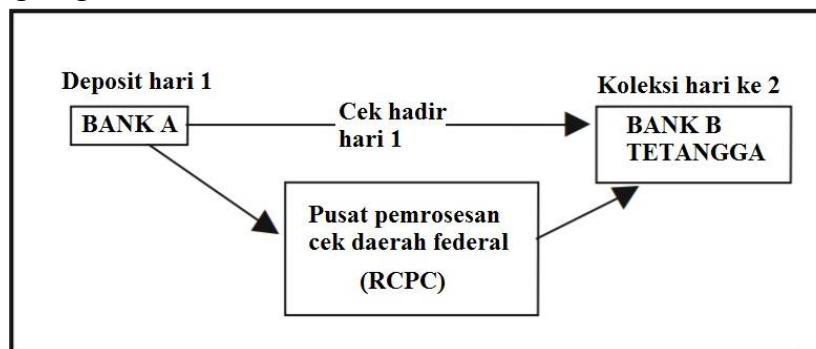 Deposit hari 1
Koleksi hari ke 2
BANK A
Cek hadir
hari 1
BANK B
TETANGGA
Pusat pemrosesan
cek daerah federal
(RCPC)